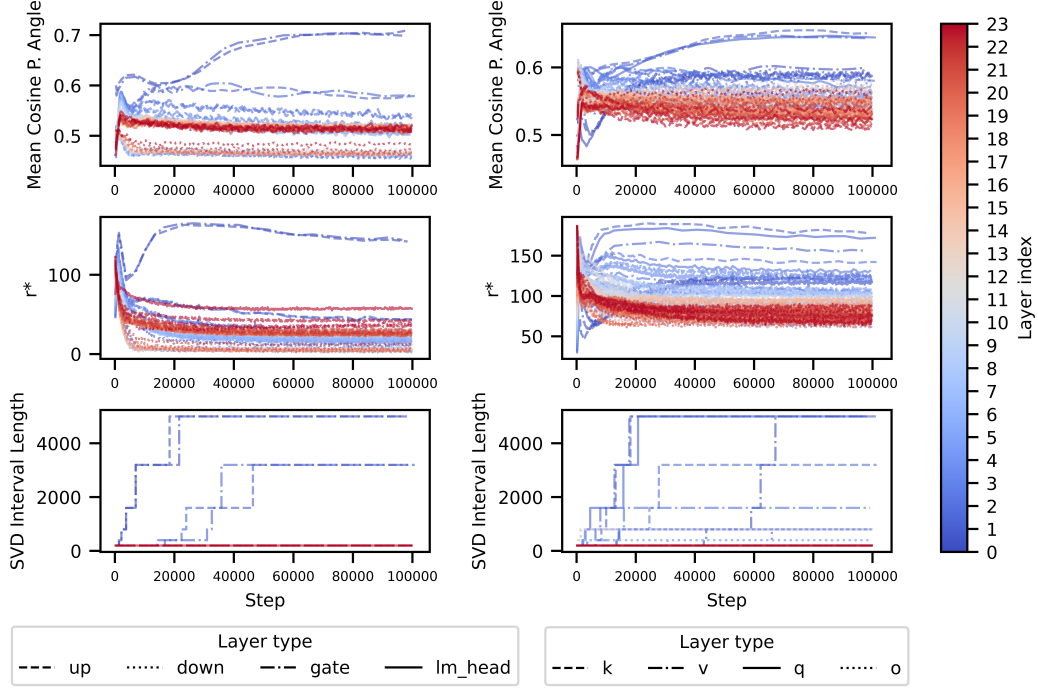 Mean Cosine P. Angle
0.7
0.6
0.5
0 20000 40000 60000 80000 100000
Mean Cosine P. Angle
0.6
0.5
0 20000 40000 60000 80000 100000
r*
100
0
0 20000 40000 60000 80000 100000
r*
150
100
50
0 20000 40000 60000 80000 100000
SVD Interval Length
4000
2000
0
0 20000 40000 60000 80000 100000
Step
SVD Interval Length
4000
2000
0
0 20000 40000 60000 80000 100000
Step
23
22
21
20
19
18
17
16
15
14
13
12
11
10
9
8
7
6
5
4
3
2
1
0
Layer index
Layer type
up down gate lm_head
Layer type
k v q o